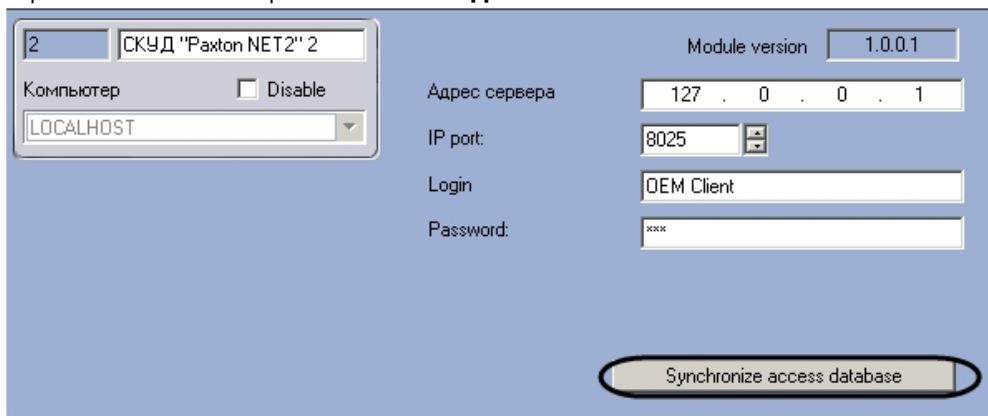 2 СКУД "Paxton NET2" 2
Компьютер Disable
LOCALHOST
Module version 1.0.0.1
Адрес сервера 127 . 0 . 0 . 1
IP port: 8025
Login OEM Client
Password: ***
Synchronize access database